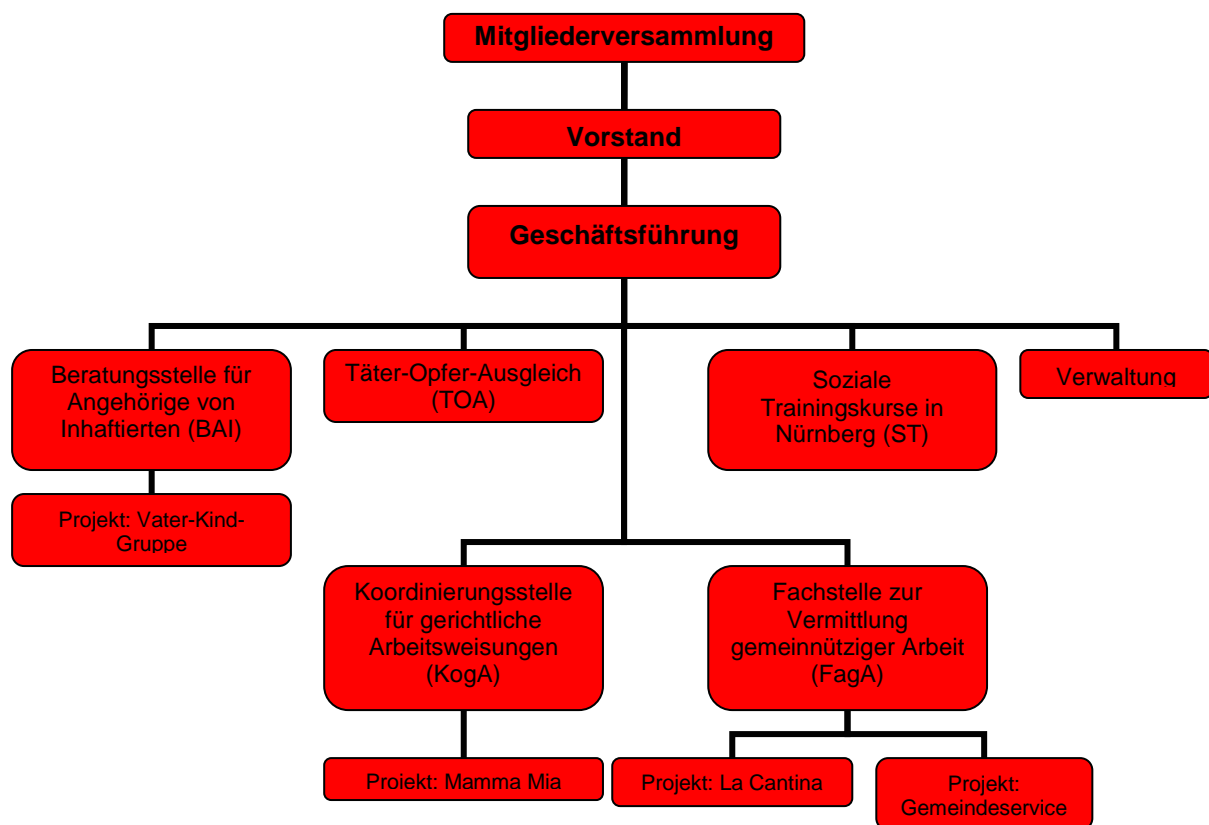 Mitgliederversammlung
Vorstand
Geschäftsführung
Beratungsstelle für
Angehörige von
Inhaftierten (BAI)
Täter-Opfer-Ausgleich
(TOA)
Soziale
Trainingskurse in
Nürnberg (ST)
Verwaltung
Projekt: Vater-Kind-
Gruppe
Koordinierungsstelle
für gerichtliche
Arbeitsweisungen
(KogA)
Fachstelle zur
Vermittlung
gemeinnütziger Arbeit
(FagA)
Projekt: Mamma Mia
Projekt: La Cantina
Projekt:
Gemeindeservice